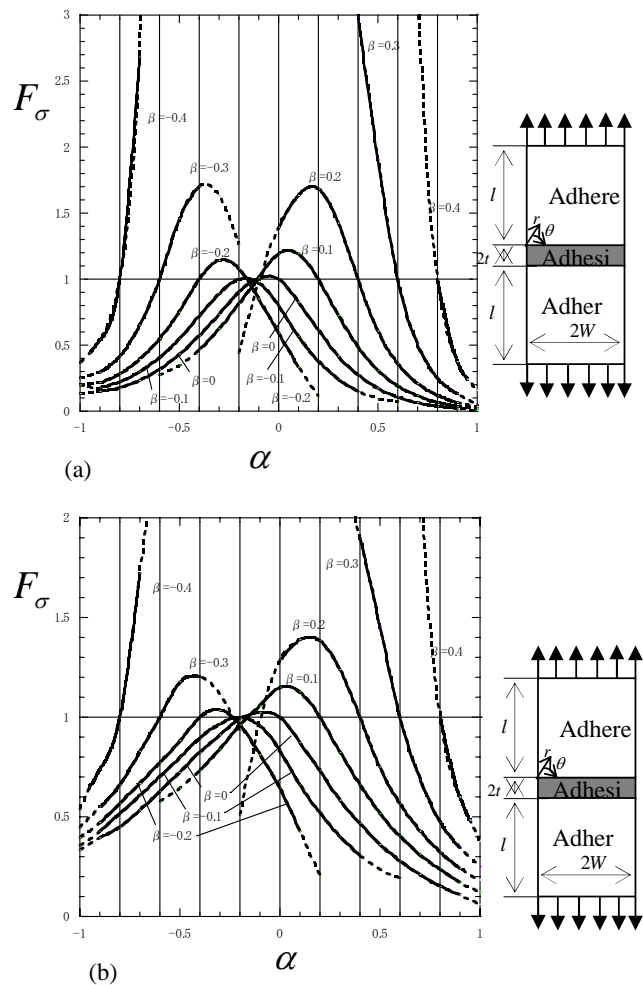 3
2.5
2
1.5
1
0.5
0
F_σ
β=−0.4
β=−0.3
β=−0.2
β=−0.1
β=0
β=0.3
β=0.2
β=0.1
β=0.4
β=0
β=−0.1
β=−0.2
-1
-0.5
0
0.5
1
(a)
α
l
2t
l
r
θ
Adhere
Adhesi
Adher
2W
2
1.5
1
0.5
0
F_σ
β=−0.4
β=−0.3
β=0.3
β=0.2
β=0.1
β=0.4
β=0
β=−0.1
β=−0.2
-1
-0.5
0
0.5
1
(b)
α
l
2t
l
r
θ
Adhere
Adhesi
Adher
2W